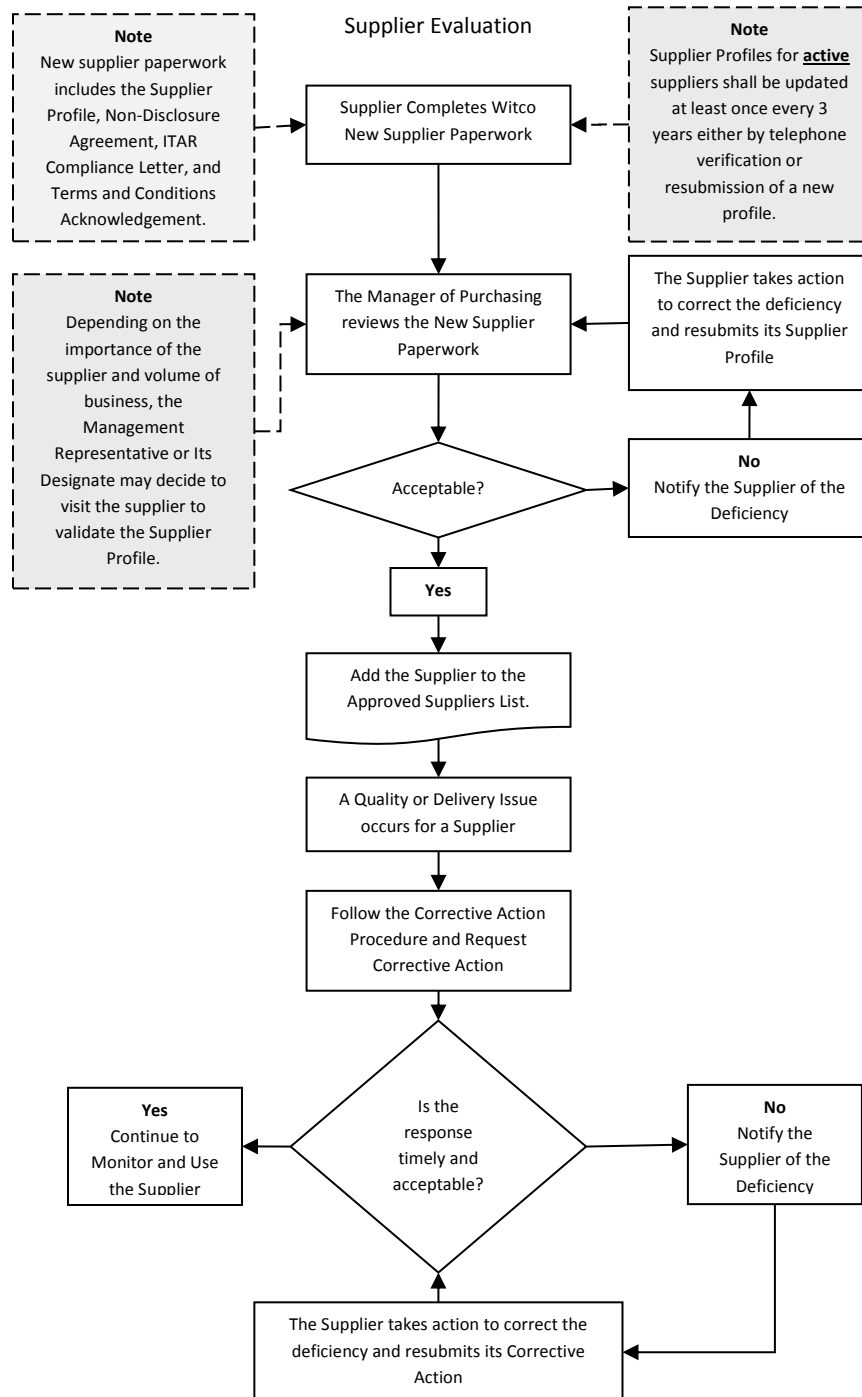 Supplier Evaluation
Note
New supplier paperwork
includes the Supplier
Profile, Non-Disclosure
Agreement, ITAR
Compliance Letter, and
Terms and Conditions
Acknowledgement.
Supplier Completes Witco
New Supplier Paperwork
Note
Supplier Profiles for active
suppliers shall be updated
at least once every 3
years either by telephone
verification or
resubmission of a new
profile.
Note
Depending on the
importance of the
supplier and volume of
business, the
Management
Representative or Its
Designate may decide to
visit the supplier to
validate the Supplier
Profile.
The Manager of Purchasing
reviews the New Supplier
Paperwork
The Supplier takes action
to correct the deficiency
and resubmits its Supplier
Profile
Acceptable?
No
Notify the Supplier of the
Deficiency
Yes
Add the Supplier to the
Approved Suppliers List.
A Quality or Delivery Issue
occurs for a Supplier
Follow the Corrective Action
Procedure and Request
Corrective Action
Is the
response
timely and
acceptable?
Yes
Continue to
Monitor and Use
the Supplier
No
Notify the
Supplier of the
Deficiency
The Supplier takes action to correct the
deficiency and resubmits its Corrective
Action